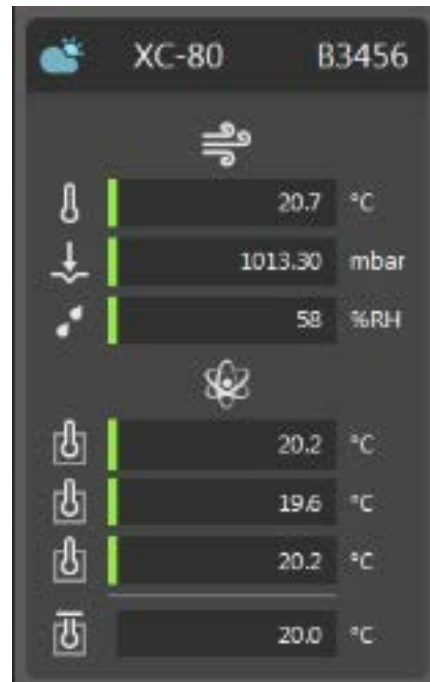 XC-80 B3456
20.7 °C
1013.30 mbar
58 %RH
20.2 °C
19.6 °C
20.2 °C
20.0 °C